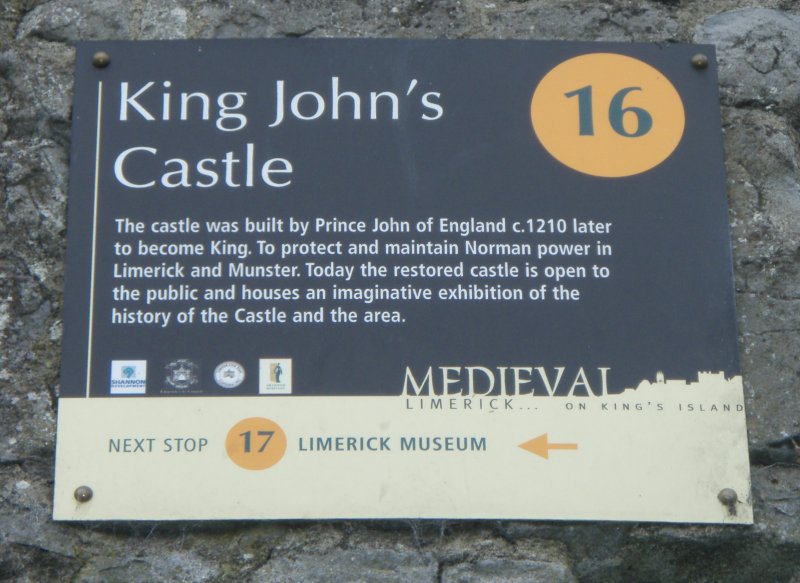 King John's
Castle
16
The castle was built by Prince John of England c.1210 later
to become King. To protect and maintain Norman power in
Limerick and Munster. Today the restored castle is open to
the public and houses an imaginative exhibition of the
history of the Castle and the area.
SHANNON
DEVELOPMENT
MEDIEVAL
LIMERICK... ON KING'S ISLAND
NEXT STOP 17 LIMERICK MUSEUM